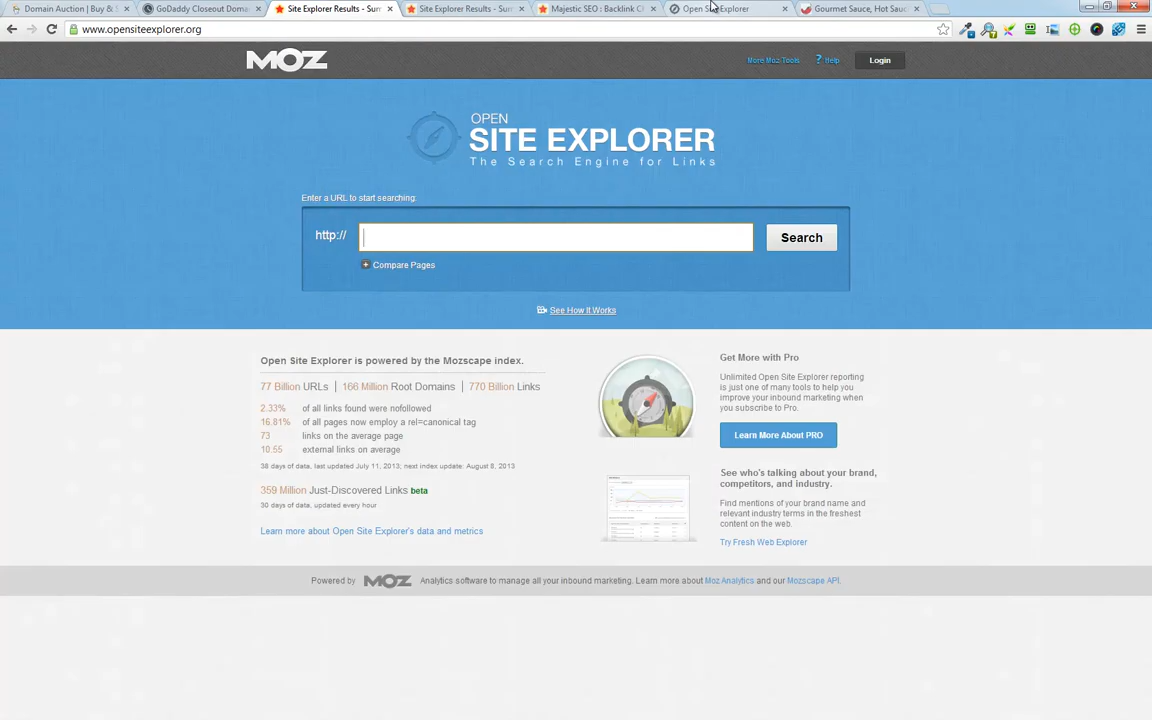 Domain Auction | Buy & S
GoDaddy Closeout Doma
Site Explorer Results - Sum
Site Explorer Results - Sum
Majestic SEO : Backlink C
Open Site Explorer
Gourmet Sauce, Hot Sauc
www.opensiteexplorer.org
MOZ
More Moz Tools
? Help
Login
OPEN
SITE EXPLORER
The Search Engine for Links
Enter a URL to start searching:
http://
Search
+ Compare Pages
See How It Works
Open Site Explorer is powered by the Mozscape index.
77 Billion URLs | 166 Million Root Domains | 770 Billion Links
2.33% of all links found were nofollowed
16.81% of all pages now employ a rel=canonical tag
73 links on the average page
10.55 external links on average
38 days of data, last updated July 11, 2013; next index update: August 8, 2013
359 Million Just-Discovered Links beta
30 days of data, updated every hour
Learn more about Open Site Explorer's data and metrics
Get More with Pro
Unlimited Open Site Explorer reporting
is just one of many tools to help you
improve your inbound marketing when
you subscribe to Pro.
Learn More About PRO
See who's talking about your brand,
competitors, and industry.
Find mentions of your brand name and
relevant industry terms in the freshest
content on the web.
Try Fresh Web Explorer
Powered by MOZ Analytics software to manage all your inbound marketing. Learn more about Moz Analytics and our Mozscape API.